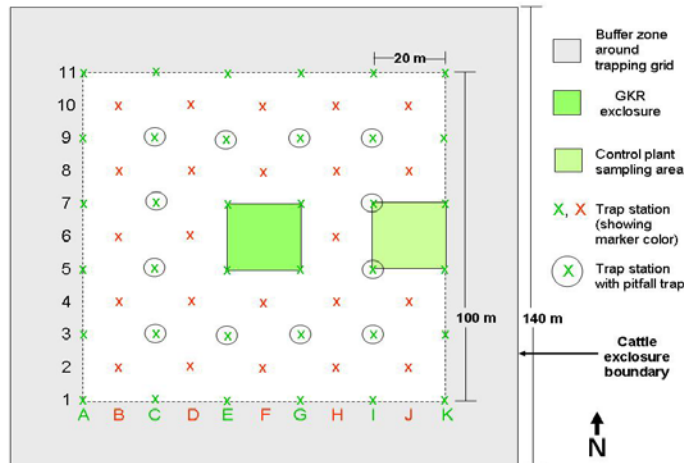 11
10
9
8
7
6
5
4
3
2
1
A B C D E F G H I J K
20 m
100 m
140 m
Buffer zone
around
trapping grid
GKR
exclosure
Control plant
sampling area
X, X Trap station
(showing
marker color)
X Trap station
with pitfall trap
Cattle
exclosure
boundary
N